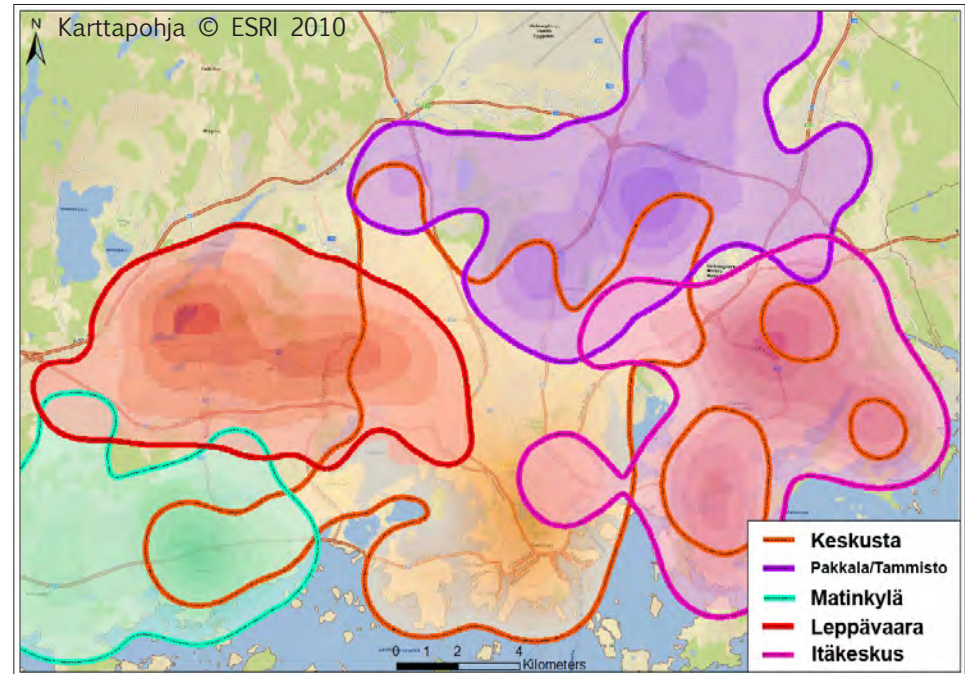 Karttapohja © ESRI 2010
N
Keskusta
Pakkala/Tammisto
Matinkylä
Leppävaara
Itäkeskus
0 1 2 4
Kilometers